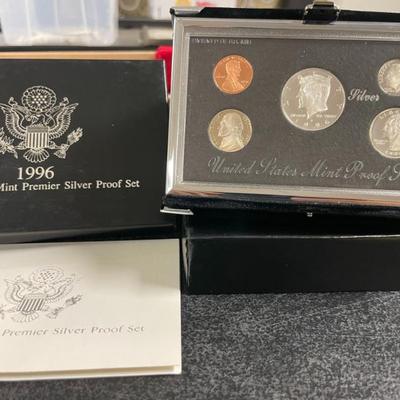 1996
Mint Premier Silver Proof Set
Premier Silver Proof Set
Silver
United States Mint Proof S